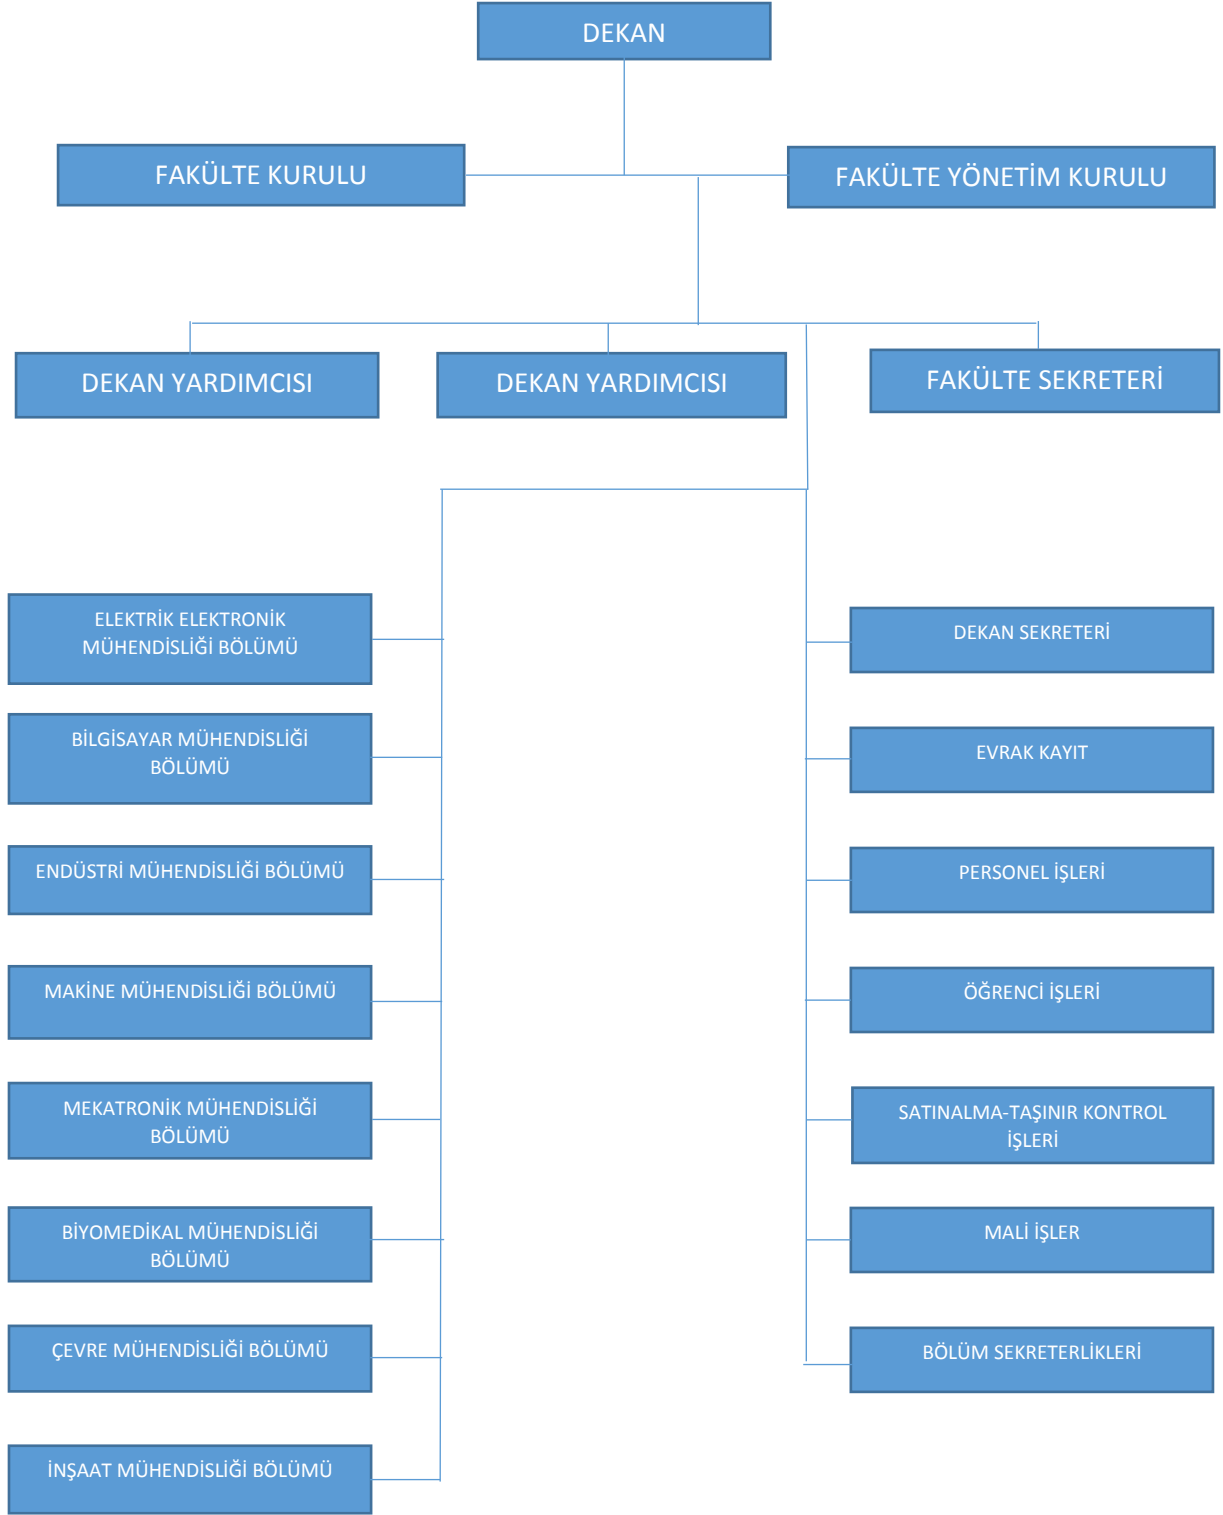 DEKAN
FAKÜLTE KURULU
FAKÜLTE YÖNETİM KURULU
DEKAN YARDIMCISI
DEKAN YARDIMCISI
FAKÜLTE SEKRETERİ
ELEKTRİK ELEKTRONİK
MÜHENDİSLİĞİ BÖLÜMÜ
BİLGİSAYAR MÜHENDİSLİĞİ
BÖLÜMÜ
ENDÜSTRİ MÜHENDİSLİĞİ BÖLÜMÜ
MAKİNE MÜHENDİSLİĞİ BÖLÜMÜ
MEKATRONİK MÜHENDİSLİĞİ
BÖLÜMÜ
BİYOMEDİKAL MÜHENDİSLİĞİ
BÖLÜMÜ
ÇEVRE MÜHENDİSLİĞİ BÖLÜMÜ
İNŞAAT MÜHENDİSLİĞİ BÖLÜMÜ
DEKAN SEKRETERİ
EVRAK KAYIT
PERSONEL İŞLERİ
ÖĞRENCİ İŞLERİ
SATINALMA-TAŞINIR KONTROL
İŞLERİ
MALİ İŞLER
BÖLÜM SEKRETERLİKLERİ